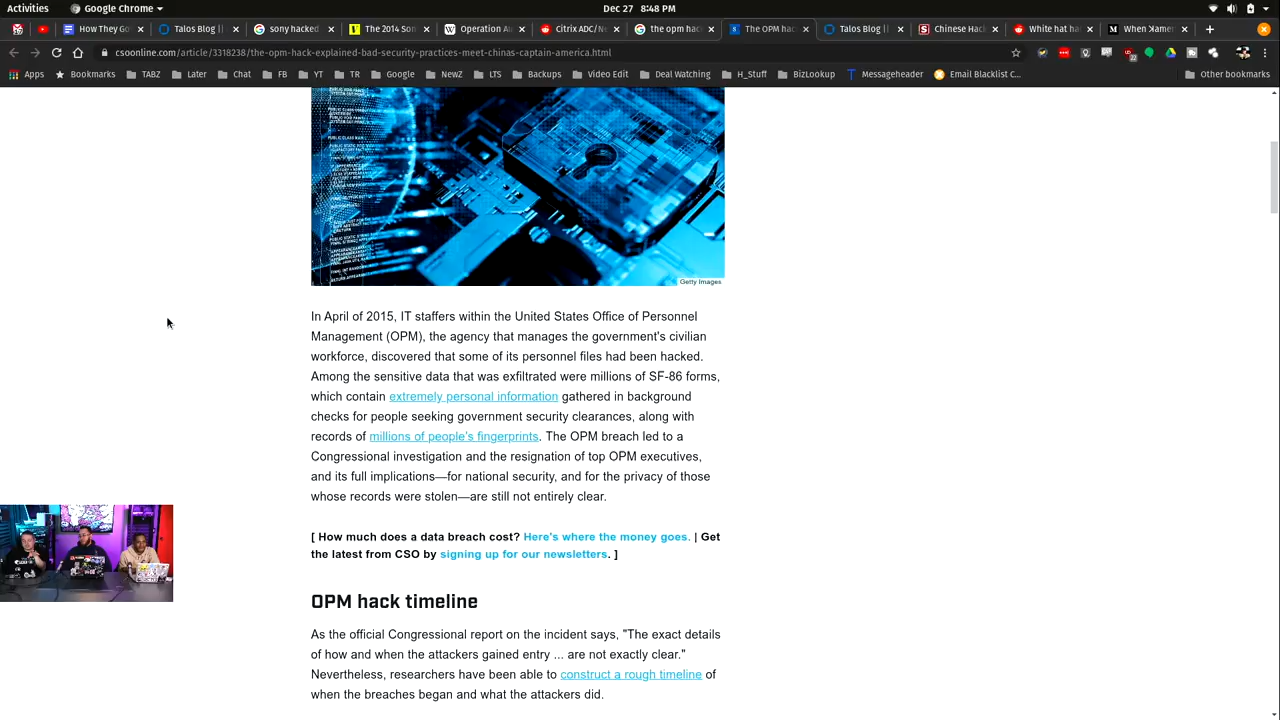 Activities
Google Chrome
Dec 27 8:48 PM
How They Go
Talos Blog ||
sony hacked
The 2014 Son
Operation A
citrix ADC/Ne
the opm hack
The OPM hac
Talos Blog ||
Chinese Hac
White hat ha
When 'Xamer
csoonline.com/article/3318238/the-opm-hack-explained-bad-security-practices-meet-chinas-captain-america.html
Apps Bookmarks TABZ Later Chat FB YT TR Google NewZ LTS Backups Video Edit Deal Watching H_Stuff BizLookup Messageheader Email Blacklist C... Other bookmarks
Getty Images
In April of 2015, IT staffers within the United States Office of Personnel
Management (OPM), the agency that manages the government's civilian
workforce, discovered that some of its personnel files had been hacked.
Among the sensitive data that was exfiltrated were millions of SF-86 forms,
which contain extremely personal information gathered in background
checks for people seeking government security clearances, along with
records of millions of people's fingerprints. The OPM breach led to a
Congressional investigation and the resignation of top OPM executives,
and its full implications—for national security, and for the privacy of those
whose records were stolen—are still not entirely clear.
[ How much does a data breach cost? Here's where the money goes. | Get
the latest from CSO by signing up for our newsletters. ]
OPM hack timeline
As the official Congressional report on the incident says, "The exact details
of how and when the attackers gained entry ... are not exactly clear."
Nevertheless, researchers have been able to construct a rough timeline of
when the breaches began and what the attackers did.